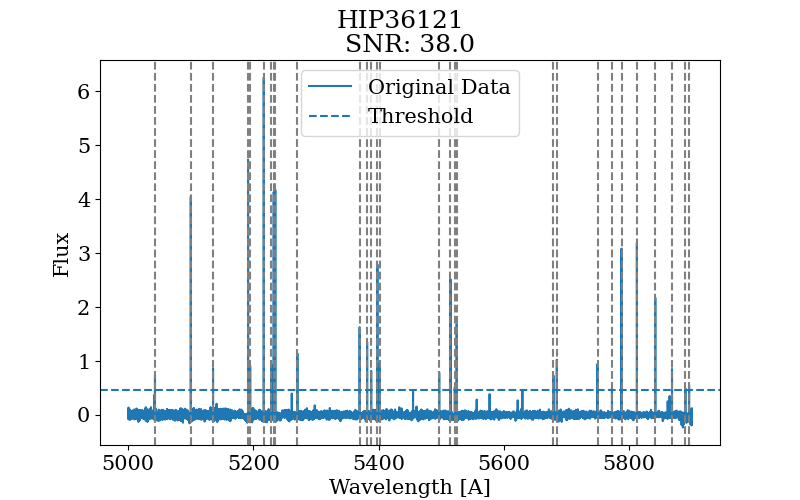 HIP36121
SNR: 38.0
Original Data
Threshold
Flux
6
5
4
3
2
1
0
5000 5200 5400 5600 5800
Wavelength [A]